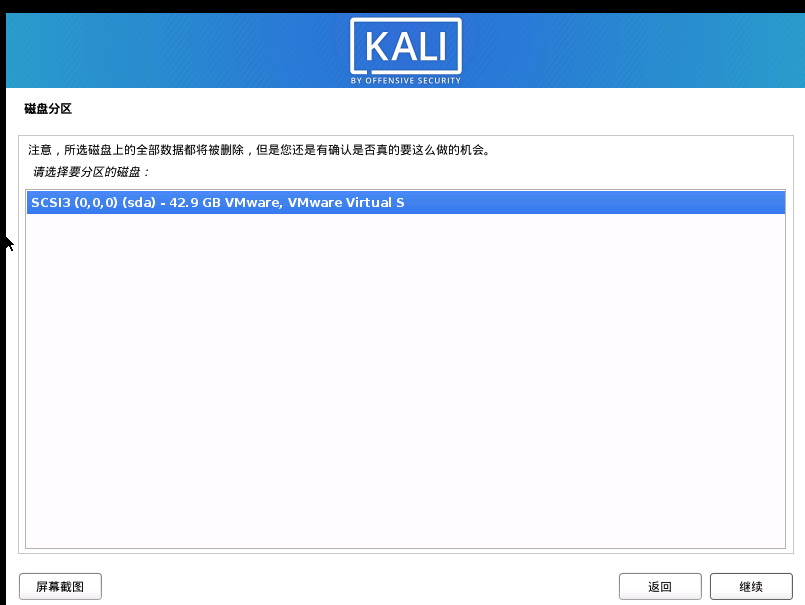 KALI
BY OFFENSIVE SECURITY
磁盘分区
注意，所选磁盘上的全部数据都将被删除，但是您还是有确认是否真的要这么做的机会。
请选择要分区的磁盘：
SCSI3 (0,0,0) (sda) - 42.9 GB VMware, VMware Virtual S
屏幕截图
返回
继续